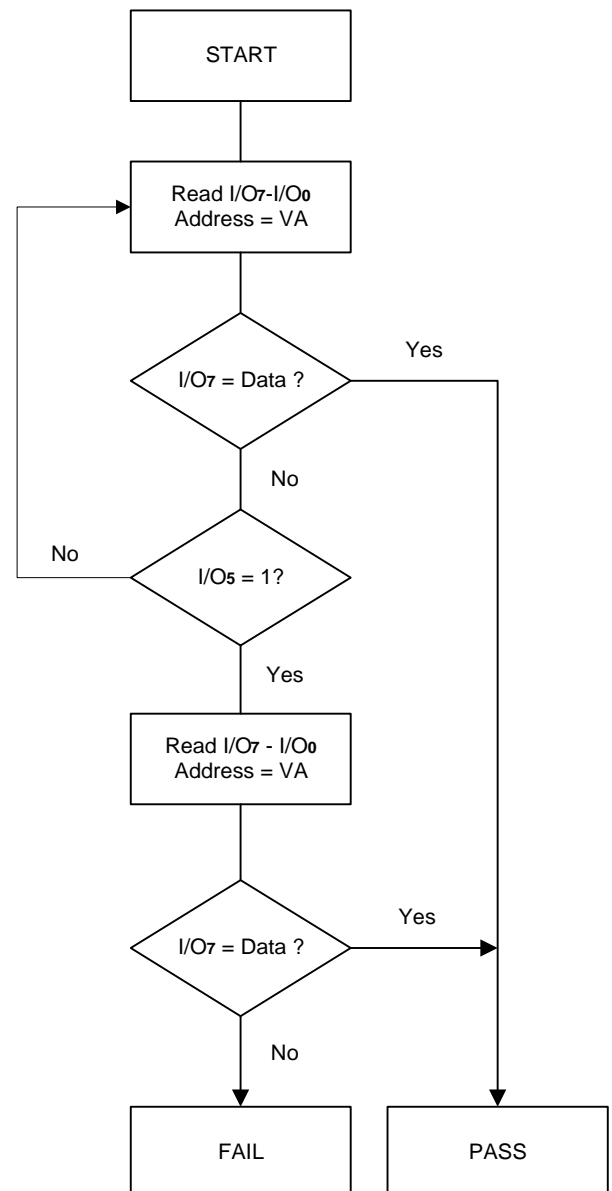 START
Read I/O7-I/O0
Address = VA
I/O7 = Data ?
Yes
No
I/O5 = 1?
No
Yes
Read I/O7 - I/O0
Address = VA
I/O7 = Data ?
Yes
No
FAIL
PASS